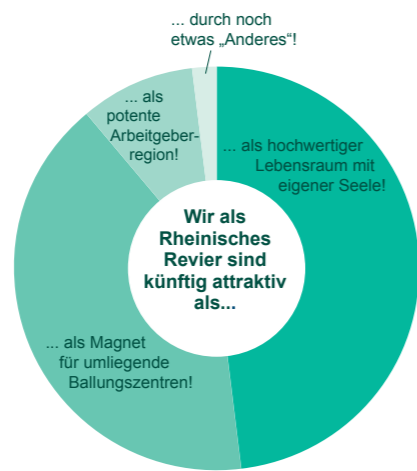 ... durch noch
etwas „Anderes“!
... als
potente
Arbeitgeber-
region!
... als hochwertiger
Lebensraum mit
eigener Seele!
Wir als
Rheinisches
Revier sind
künftig attraktiv
als...
... als Magnet
für umliegende
Ballungszentren!